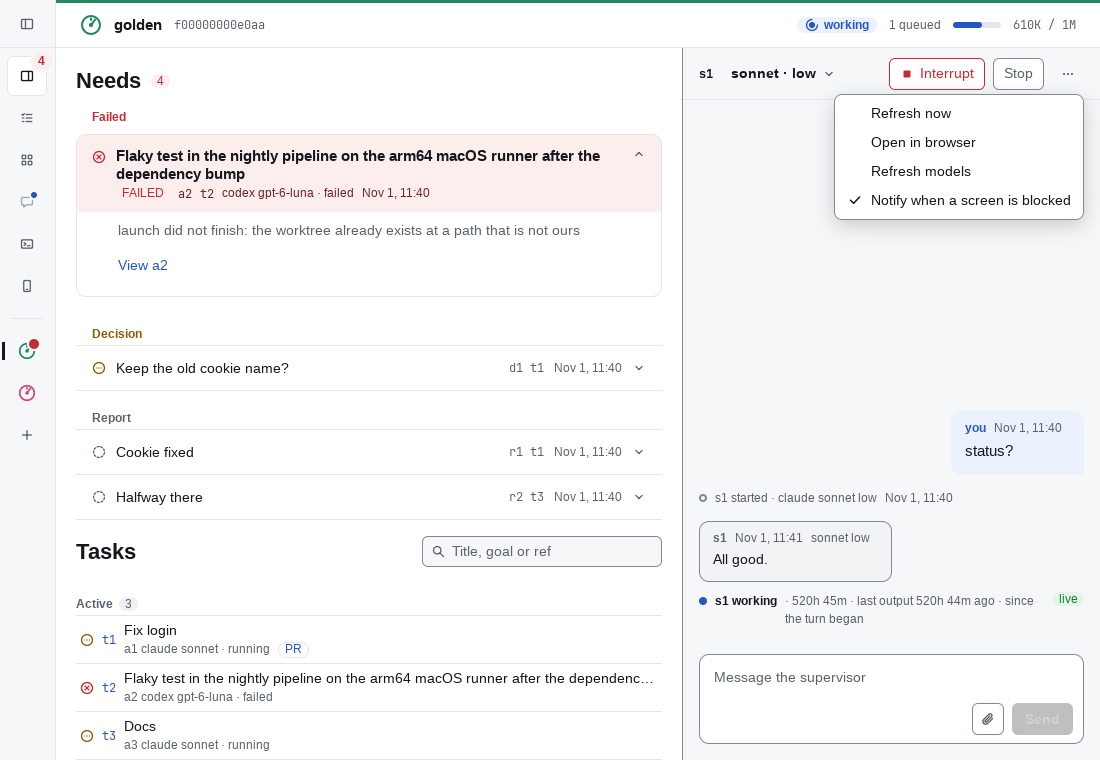 golden f00000000e0aa
working 1 queued 610K / 1M
4
Needs 4
Failed
Flaky test in the nightly pipeline on the arm64 macOS runner after the
dependency bump
FAILED a2 t2 codex gpt-6-luna · failed Nov 1, 11:40
launch did not finish: the worktree already exists at a path that is not ours
View a2
Decision
Keep the old cookie name? d1 t1 Nov 1, 11:40
Report
Cookie fixed r1 t1 Nov 1, 11:40
Halfway there r2 t3 Nov 1, 11:40
Tasks
Title, goal or ref
Active 3
t1 Fix login
a1 claude sonnet · running PR
t2 Flaky test in the nightly pipeline on the arm64 macOS runner after the dependenc…
a2 codex gpt-6-luna · failed
t3 Docs
a3 claude sonnet · running
s1 sonnet · low Interrupt Stop
Refresh now
Open in browser
Refresh models
Notify when a screen is blocked
you Nov 1, 11:40
status?
s1 started · claude sonnet low Nov 1, 11:40
s1 Nov 1, 11:41 sonnet low
All good.
s1 working · 520h 45m · last output 520h 44m ago · since live
the turn began
Message the supervisor
Send